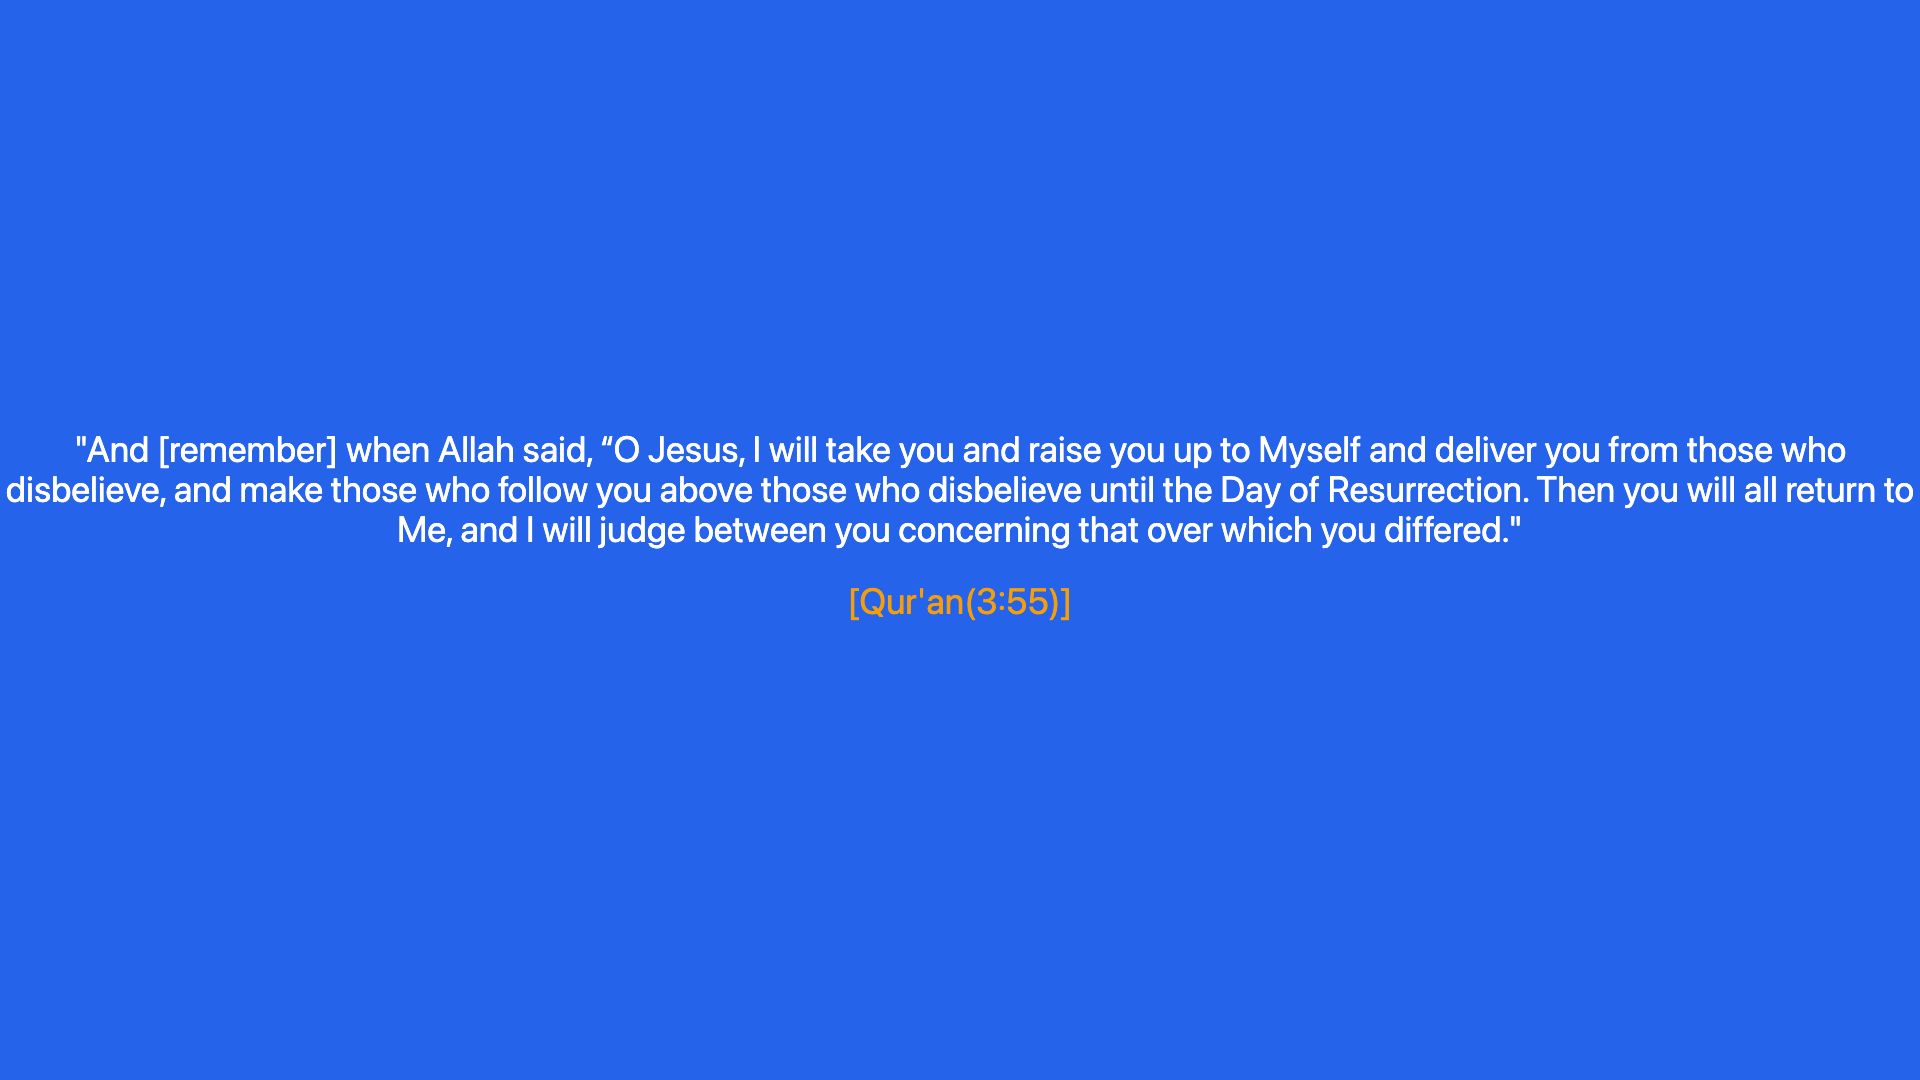 "And [remember] when Allah said, “O Jesus, I will take you and raise you up to Myself and deliver you from those who
disbelieve, and make those who follow you above those who disbelieve until the Day of Resurrection. Then you will all return to
Me, and I will judge between you concerning that over which you differed."
[Qur'an(3:55)]